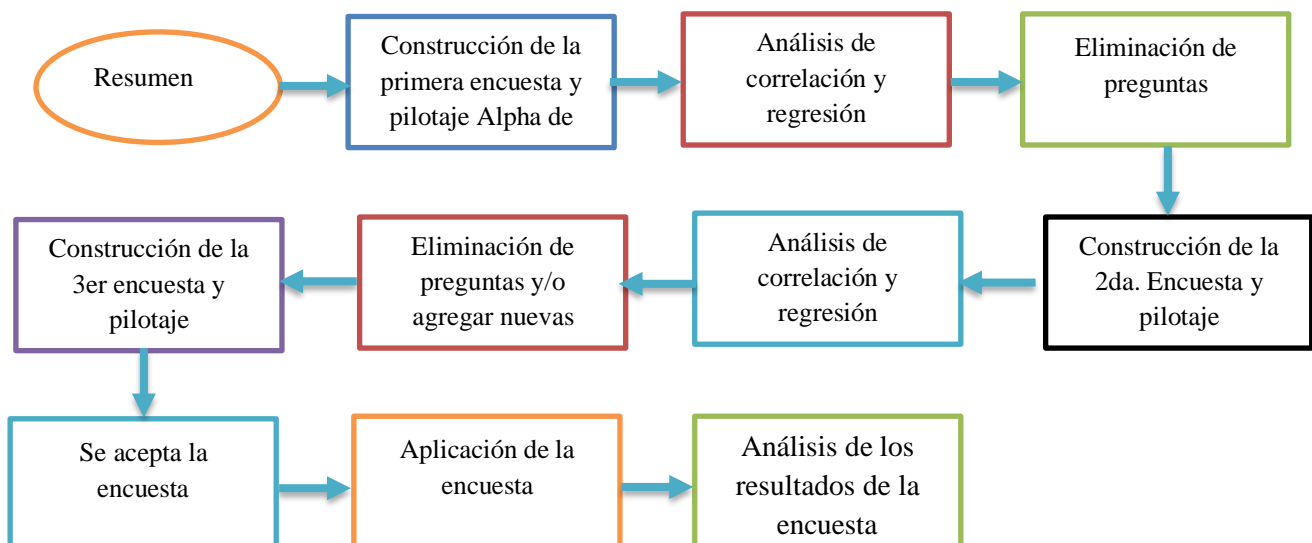 Resumen
Construcción de la
primera encuesta y
pilotaje Alpha de
Análisis de
correlación y
regresión
Eliminación de
preguntas
Construcción de la
2da. Encuesta y
pilotaje
Análisis de
correlación y
regresión
Eliminación de
preguntas y/o
agregar nuevas
Construcción de la
3er encuesta y
pilotaje
Se acepta la
encuesta
Aplicación de la
encuesta
Análisis de los
resultados de la
encuesta